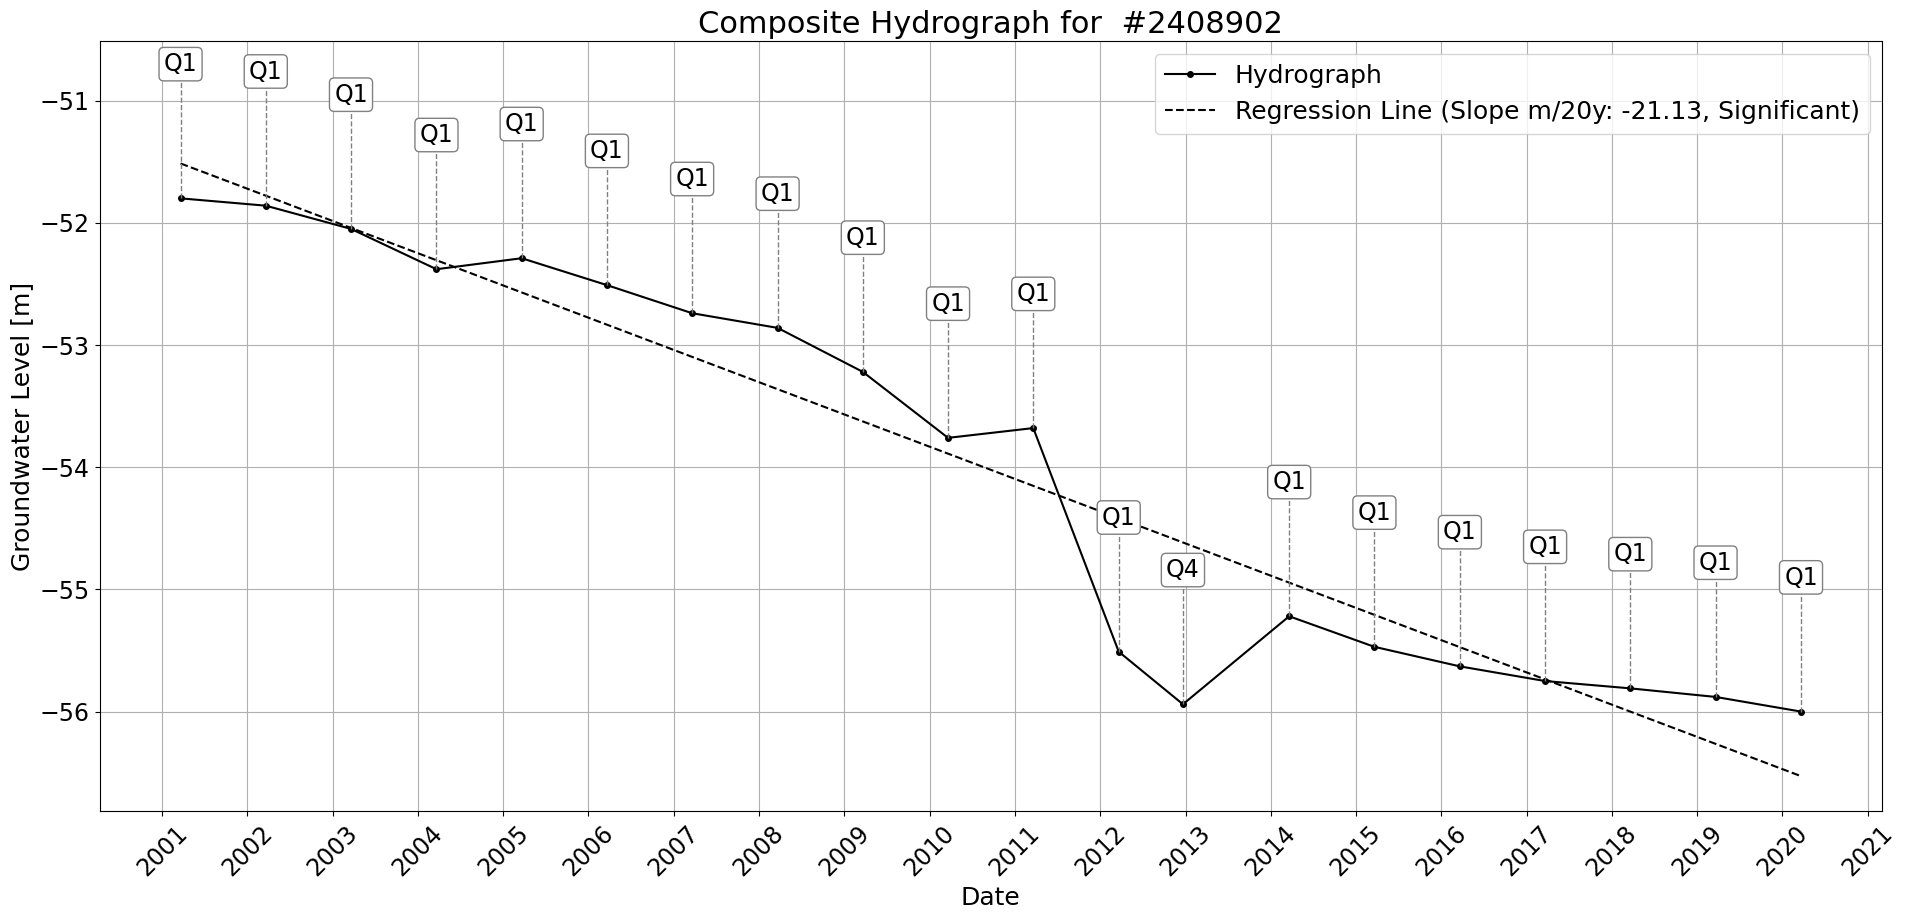 Composite Hydrograph for  #2408902
Hydrograph
Regression Line (Slope m/20y: -21.13, Significant)
Q1
Q1
Q1
Q1
Q1
Q1
Q1
Q1
Q1
Q1
Q1
Q1
Q4
Q1
Q1
Q1
Q1
Q1
Q1
Q1
Groundwater Level [m]
−51
−52
−53
−54
−55
−56
2001
2002
2003
2004
2005
2006
2007
2008
2009
2010
2011
2012
2013
2014
2015
2016
2017
2018
2019
2020
2021
Date